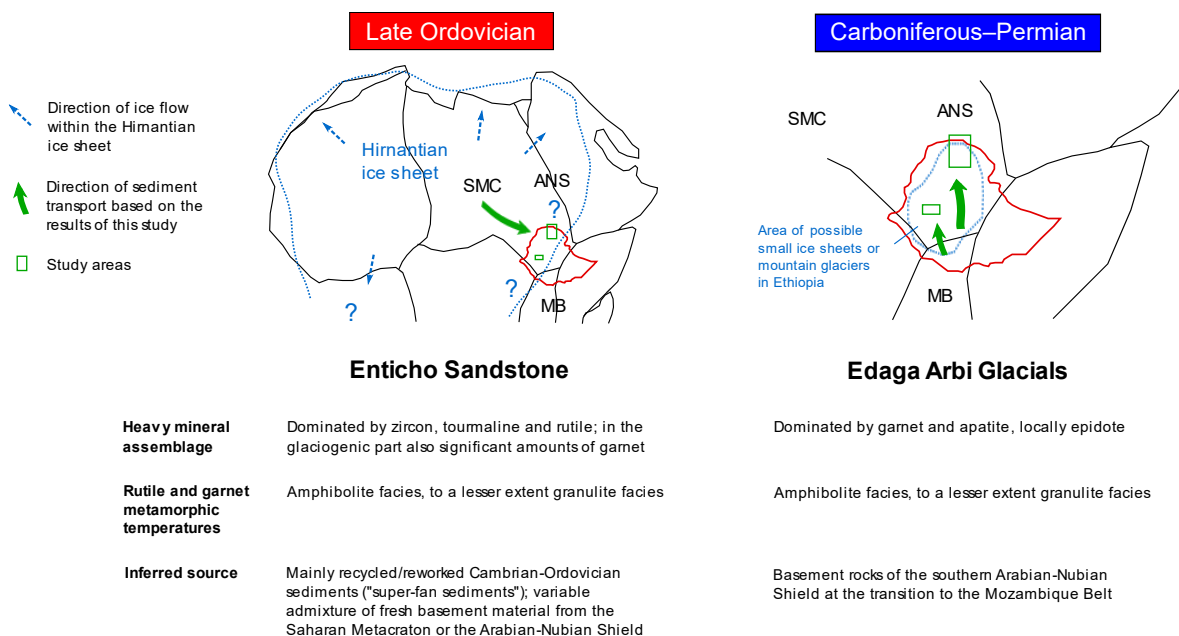 Late Ordovician
Carboniferous–Permian
Direction of ice flow
within the Hirnantian
ice sheet
Direction of sediment
transport based on the
results of this study
Study areas
Hirnantian
ice sheet
SMC
ANS
?
?
?
MB
SMC
ANS
Area of possible
small ice sheets or
mountain glaciers
in Ethiopia
MB
Enticho Sandstone
Edaga Arbi Glacials
Heavy mineral
assemblage
Dominated by zircon, tourmaline and rutile; in the
glaciogenic part also significant amounts of garnet
Dominated by garnet and apatite, locally epidote
Rutile and garnet
metamorphic
temperatures
Amphibolite facies, to a lesser extent granulite facies
Amphibolite facies, to a lesser extent granulite facies
Inferred source
Mainly recycled/reworked Cambrian-Ordovician
sediments ("super-fan sediments"); variable
admixture of fresh basement material from the
Saharan Metacraton or the Arabian-Nubian Shield
Basement rocks of the southern Arabian-Nubian
Shield at the transition to the Mozambique Belt